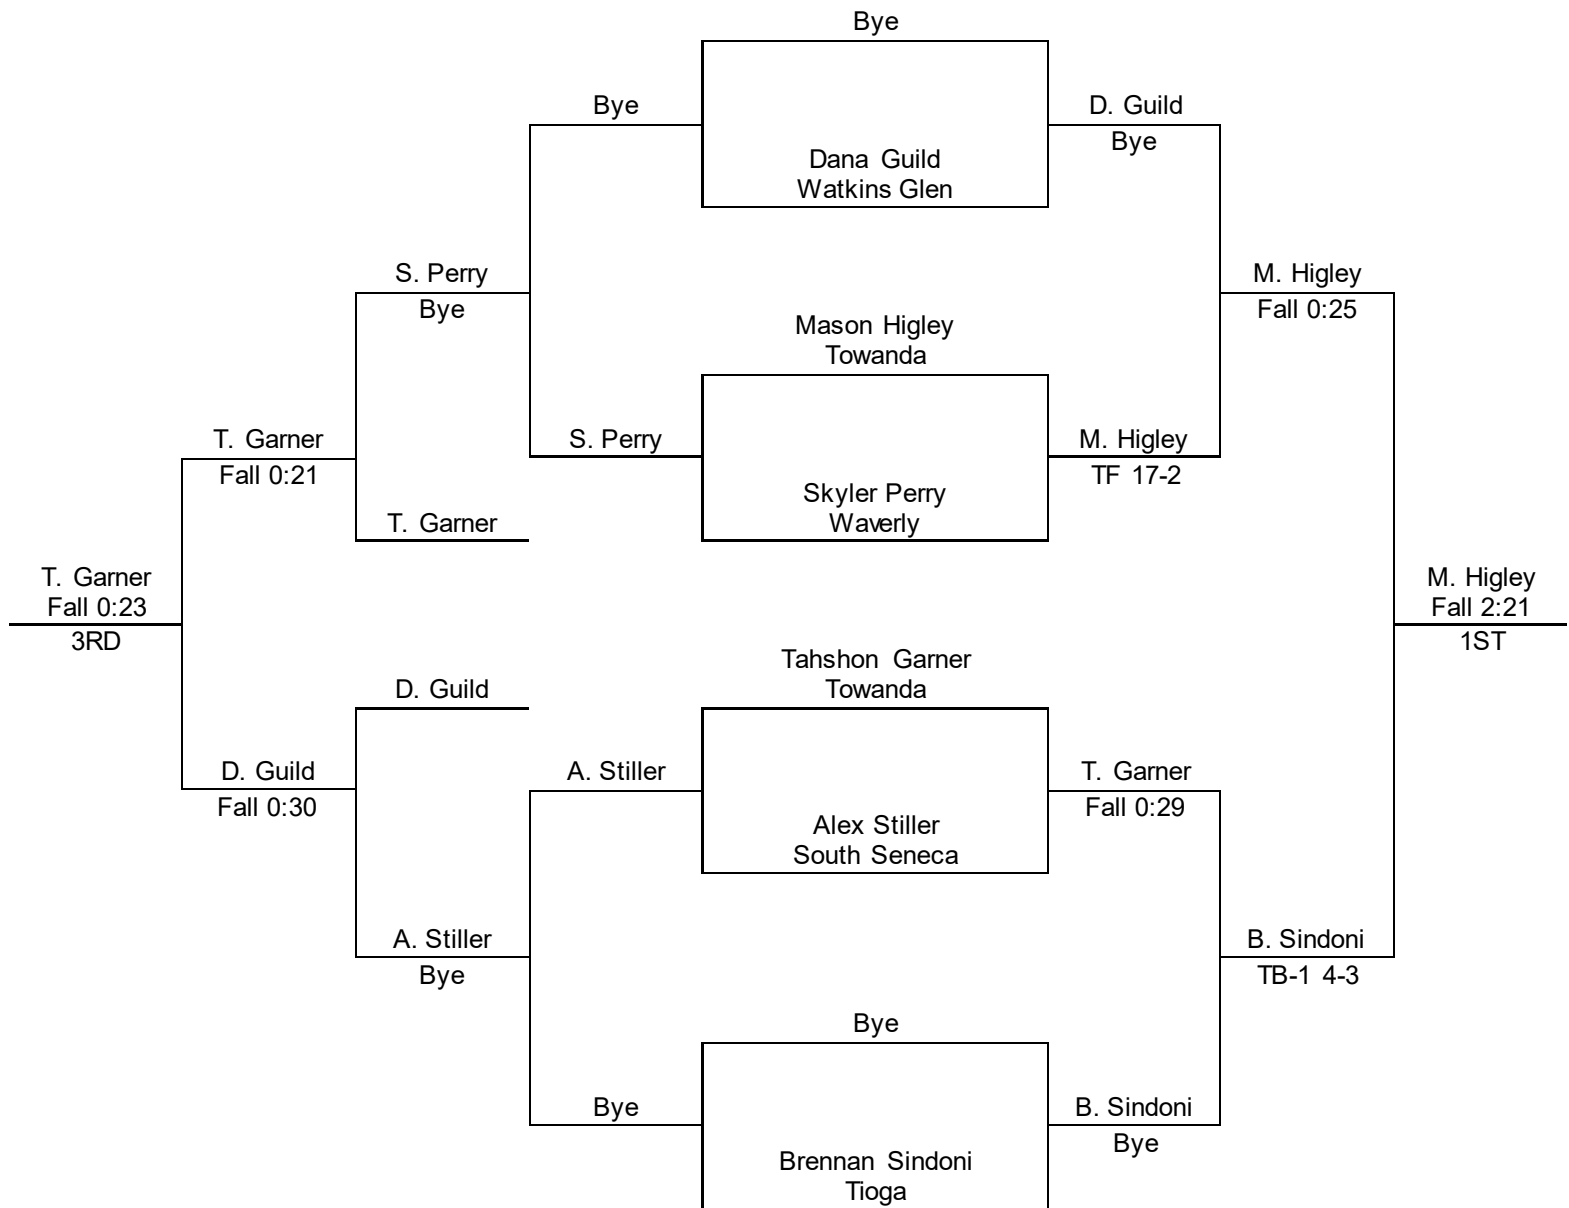 Bye
Bye
D. Guild
Bye
Dana Guild
Watkins Glen
S. Perry
Bye
M. Higley
Fall 0:25
Mason Higley
Towanda
T. Garner
Fall 0:21
S. Perry
M. Higley
TF 17-2
Skyler Perry
Waverly
T. Garner
T. Garner
Fall 0:23
3RD
M. Higley
Fall 2:21
1ST
Tahshon Garner
Towanda
D. Guild
D. Guild
Fall 0:30
A. Stiller
T. Garner
Fall 0:29
Alex Stiller
South Seneca
A. Stiller
Bye
B. Sindoni
TB-1 4-3
Bye
Bye
B. Sindoni
Bye
Brennan Sindoni
Tioga